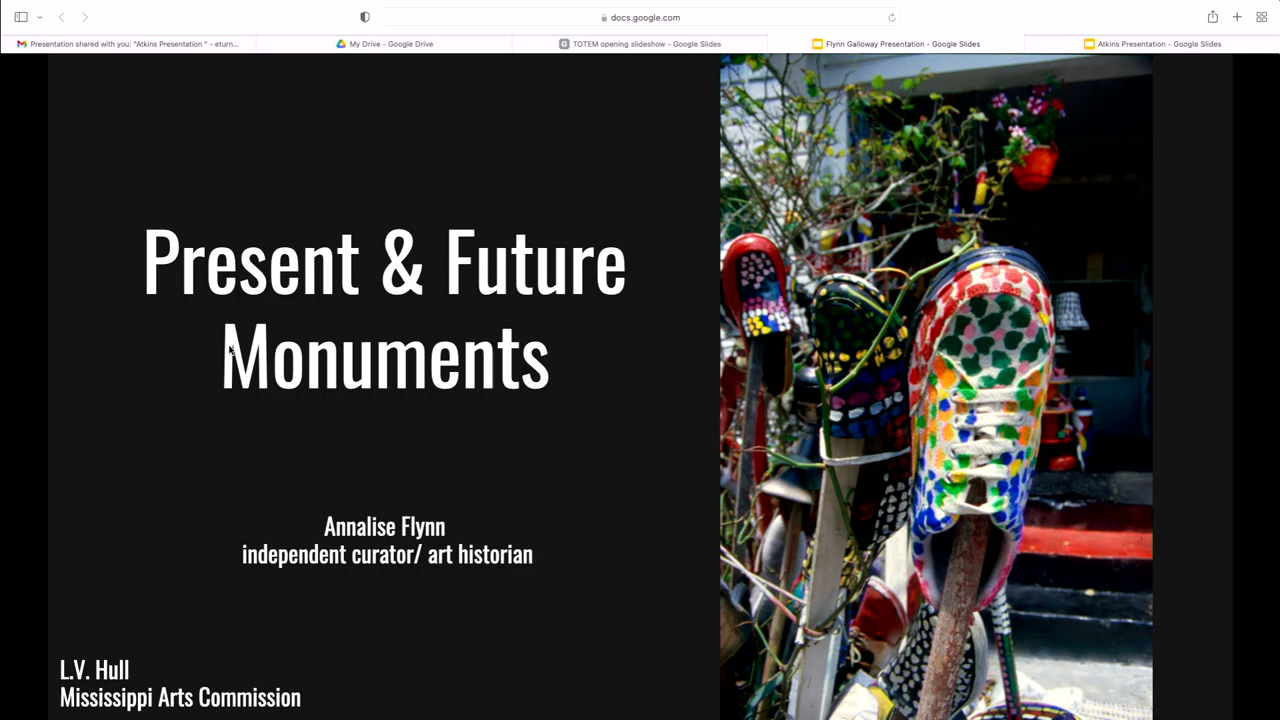 docs.google.com
Presentation shared with you: "Atkins Presentation " - eturn...
My Drive - Google Drive
TOTEM opening slideshow - Google Slides
Flynn Galloway Presentation - Google Slides
Atkins Presentation - Google Slides
Present & Future
Monuments
Annalise Flynn
independent curator/ art historian
L.V. Hull
Mississippi Arts Commission